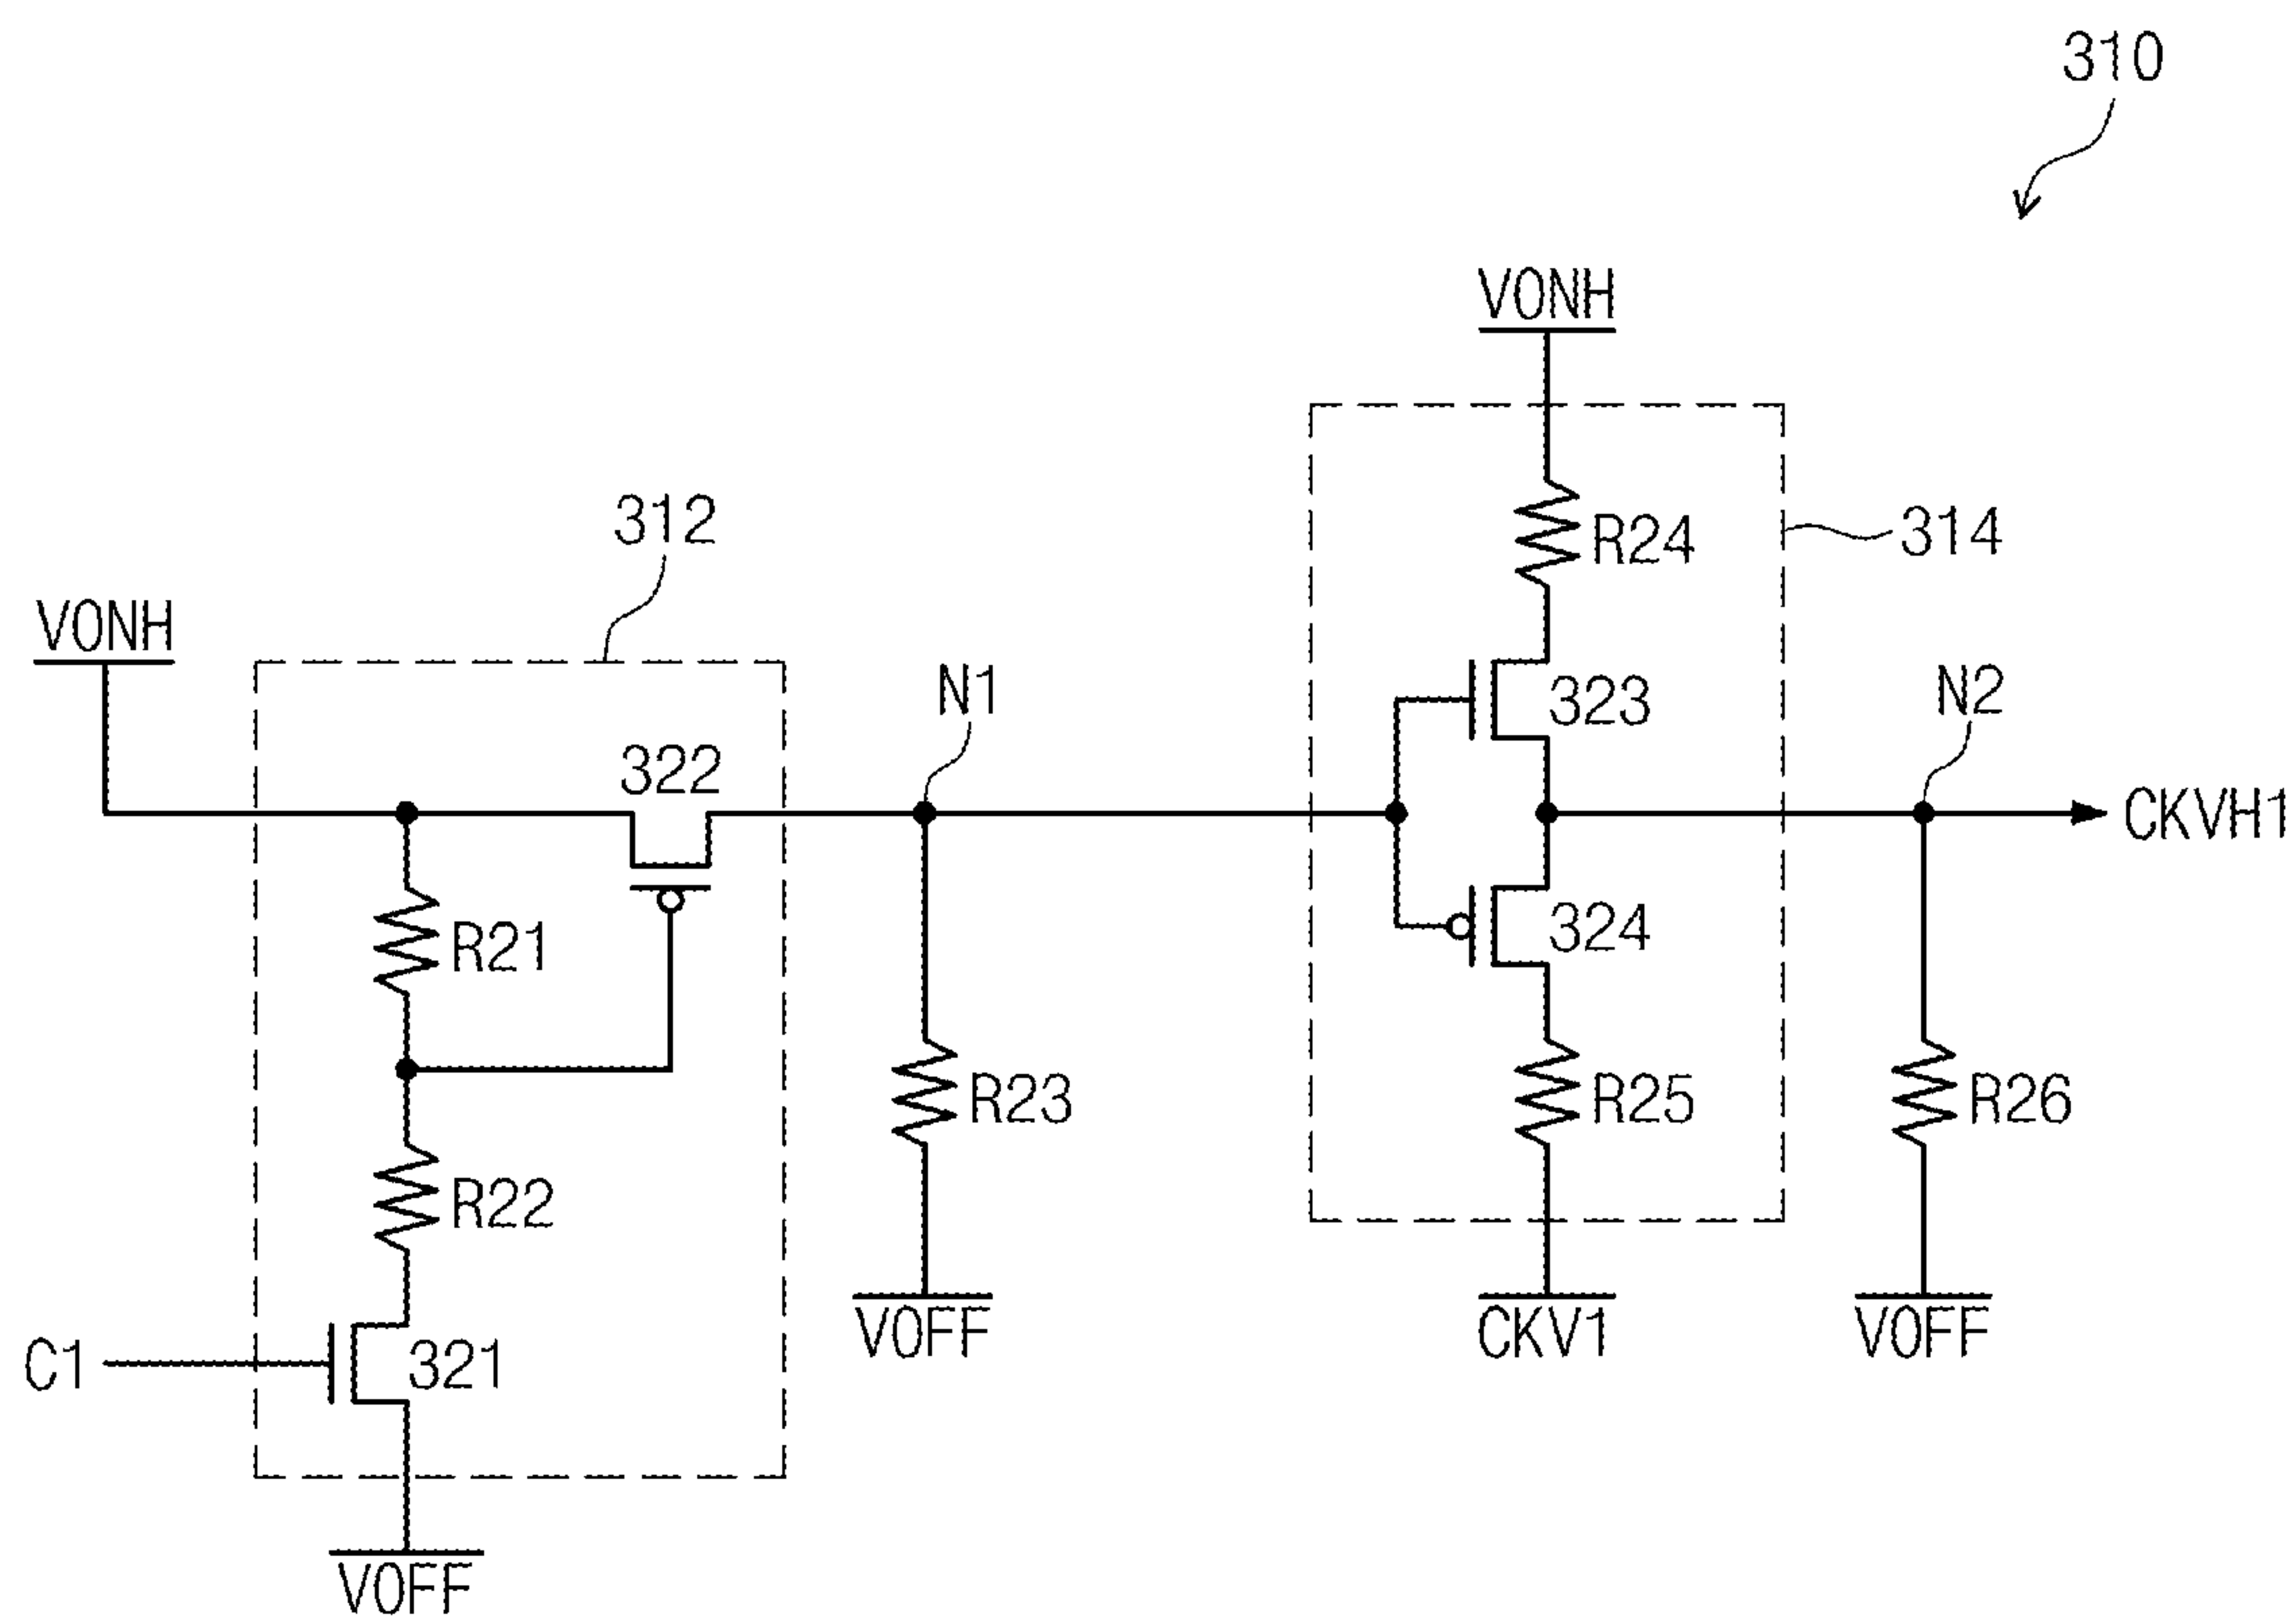 310
VONH
312
R24
314
VONH
N1
323
N2
322
CKVH1
R21
324
R23
R25
R26
R22
VOFF
CKV1
VOFF
C1
321
VOFF